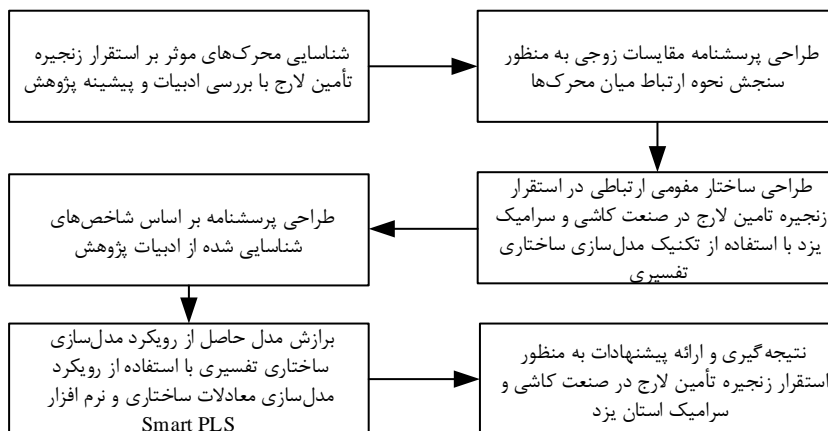 شناسایی محرک‌های موثر بر استقرار زنجیره
تأمین لارج با بررسی ادبیات و پیشینه پژوهش
طراحی پرسشنامه مقایسات زوجی به منظور
سنجش نحوه ارتباط میان محرک‌ها
طراحی ساختار مفومی ارتباطی در استقرار
زنجیره تامین لارج در صنعت کاشی و سرامیک
یزد با استفاده از تکنیک مدل‌سازی ساختاری
تفسیری
طراحی پرسشنامه بر اساس شاخص‌های
شناسایی شده از ادبیات پژوهش
برازش مدل حاصل از رویکرد مدل‌سازی
ساختاری تفسیری با استفاده از رویکرد
مدل‌سازی معادلات ساختاری و نرم افزار
Smart PLS
نتیجه گیری و ارائه پیشنهادات به منظور
استقرار زنجیره تأمین لارج در صنعت کاشی و
سرامیک استان یزد